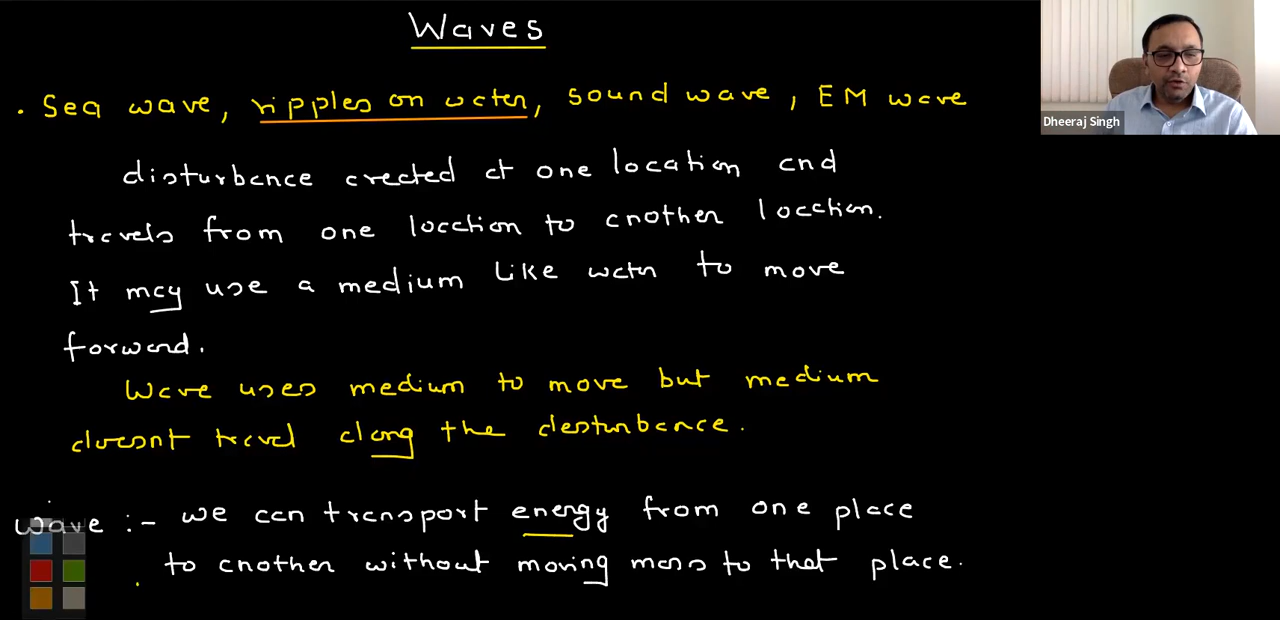 Waves
. Sea wave, ripples on water, sound wave, EM wave
Dheeraj Singh
disturbance created at one location and
travels from one location to another location.
It may use a medium like water to move
forward.
Wave uses medium to move but medium
doesnt travel along the desturbance.
Wave :- we can transport energy from one place
to another without moving mass to that place.